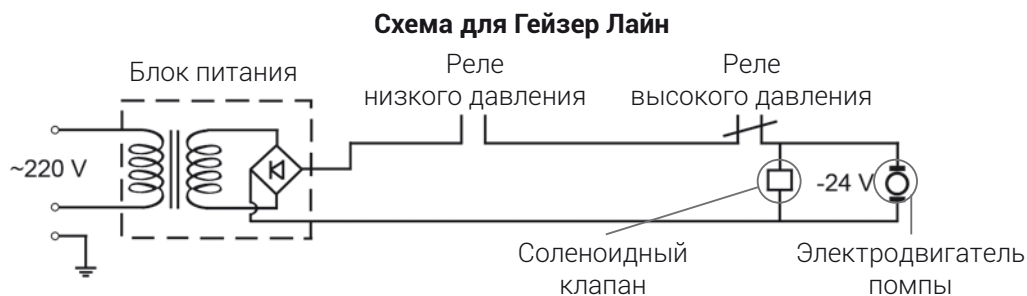 Схема для Гейзер Лайн
Блок питания
Реле
низкого давления
Реле
высокого давления
~220 V
-24 V
Соленоидный
клапан
Электродвигатель
помпы